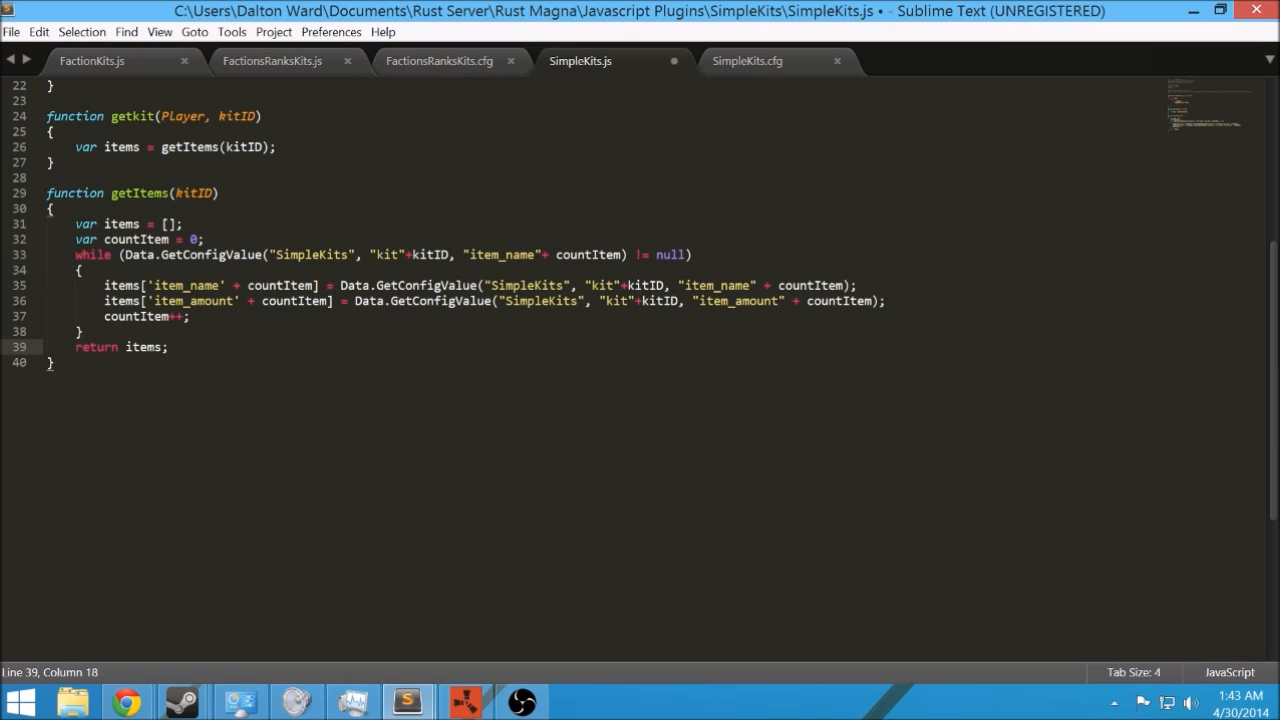 C:\Users\Dalton Ward\Documents\Rust Server\Rust Magna\Javascript Plugins\SimpleKits\SimpleKits.js • - Sublime Text (UNREGISTERED)
File Edit Selection Find View Goto Tools Project Preferences Help
FactionKits.js FactionsRanksKits.js FactionsRanksKits.cfg SimpleKits.js SimpleKits.cfg
22 }
23
24 function getkit(Player, kitID)
25 {
26 var items = getItems(kitID);
27 }
28
29 function getItems(kitID)
30 {
31 var items = [];
32 var countItem = 0;
33 while (Data.GetConfigValue("SimpleKits", "kit"+kitID, "item_name"+ countItem) != null)
34 {
35 items['item_name' + countItem] = Data.GetConfigValue("SimpleKits", "kit"+kitID, "item_name" + countItem);
36 items['item_amount' + countItem] = Data.GetConfigValue("SimpleKits", "kit"+kitID, "item_amount" + countItem);
37 countItem++;
38 }
39 return items;
40 }
Line 39, Column 18 Tab Size: 4 JavaScript
1:43 AM
4/30/2014